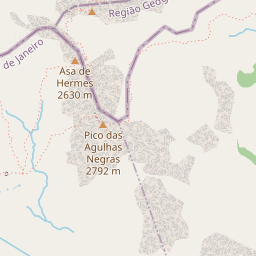 Região Geog
de Janeiro
Asa de
Hermes
2630 m
Pico das
Agulhas
Negras
2792 m